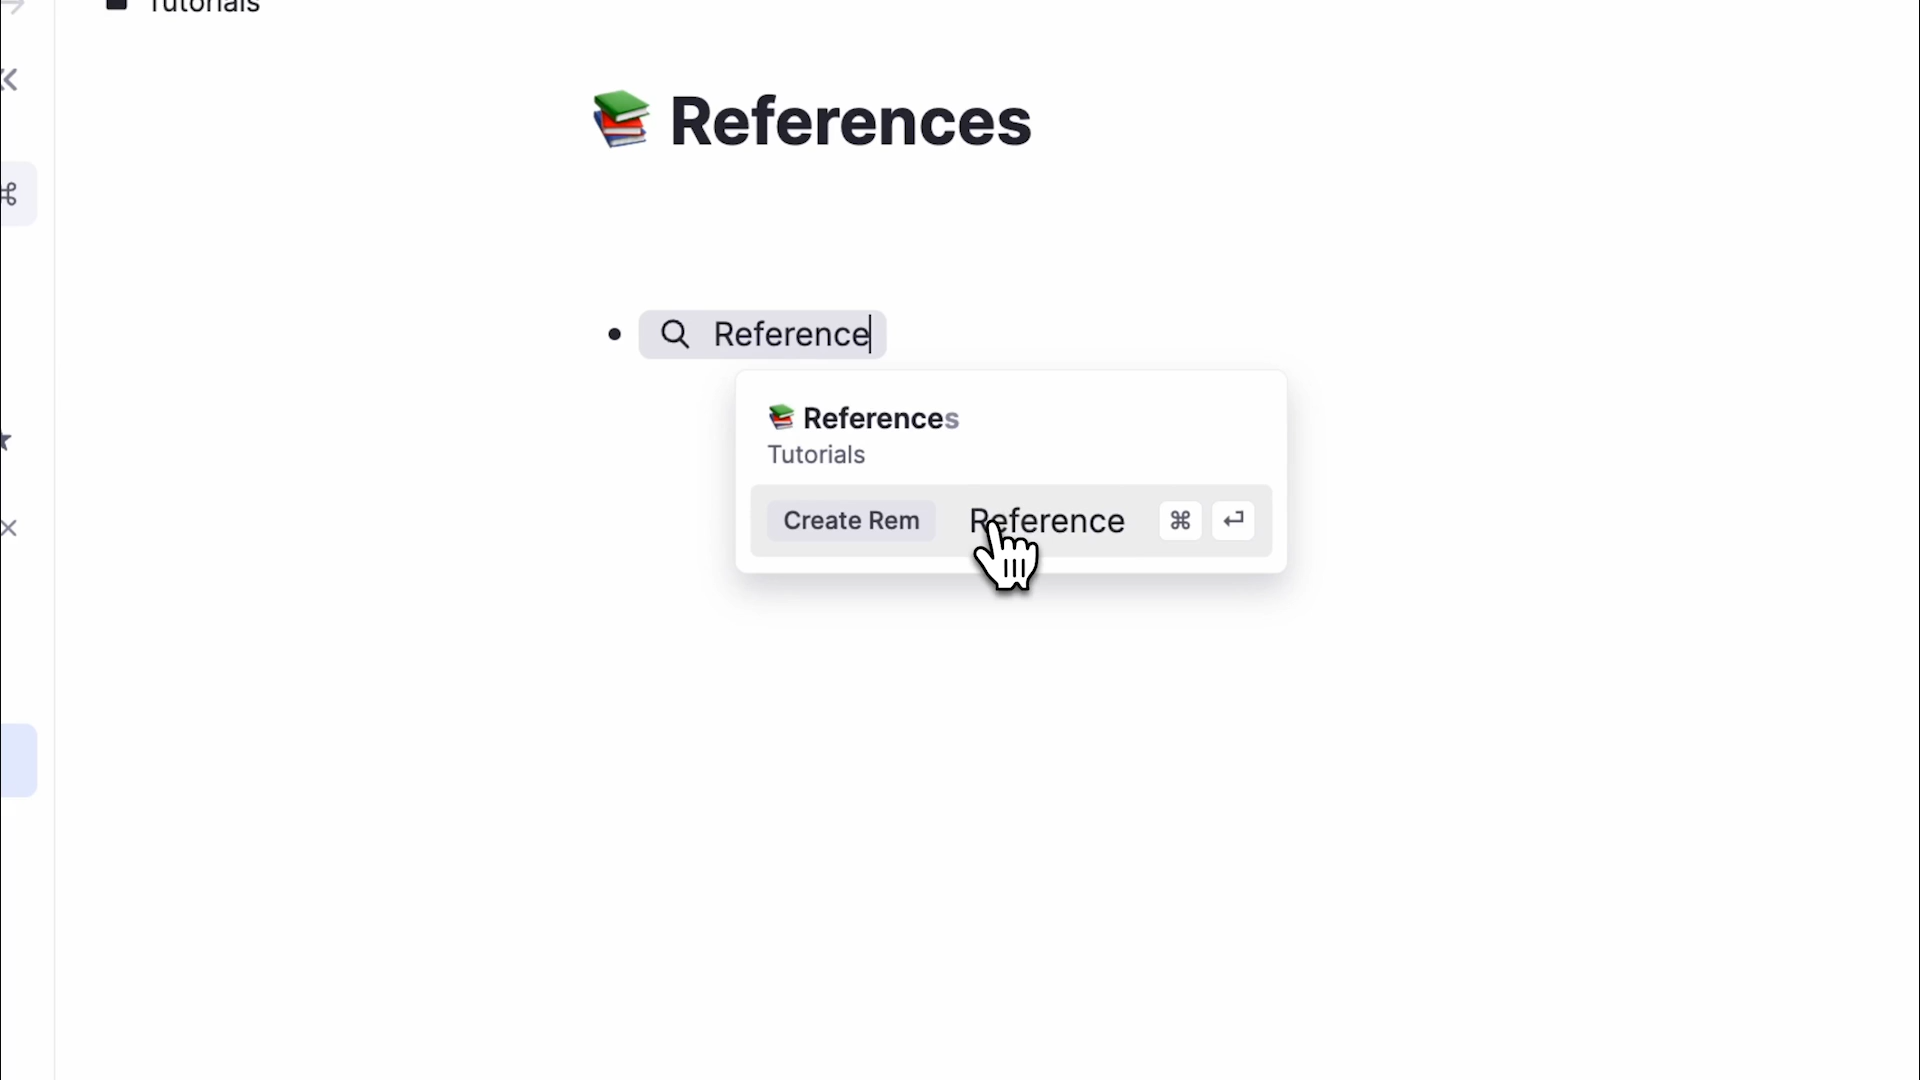 Tutorials
📚 References
Reference
📚 References
Tutorials
Create Rem Reference ⌘ ↵
⌘